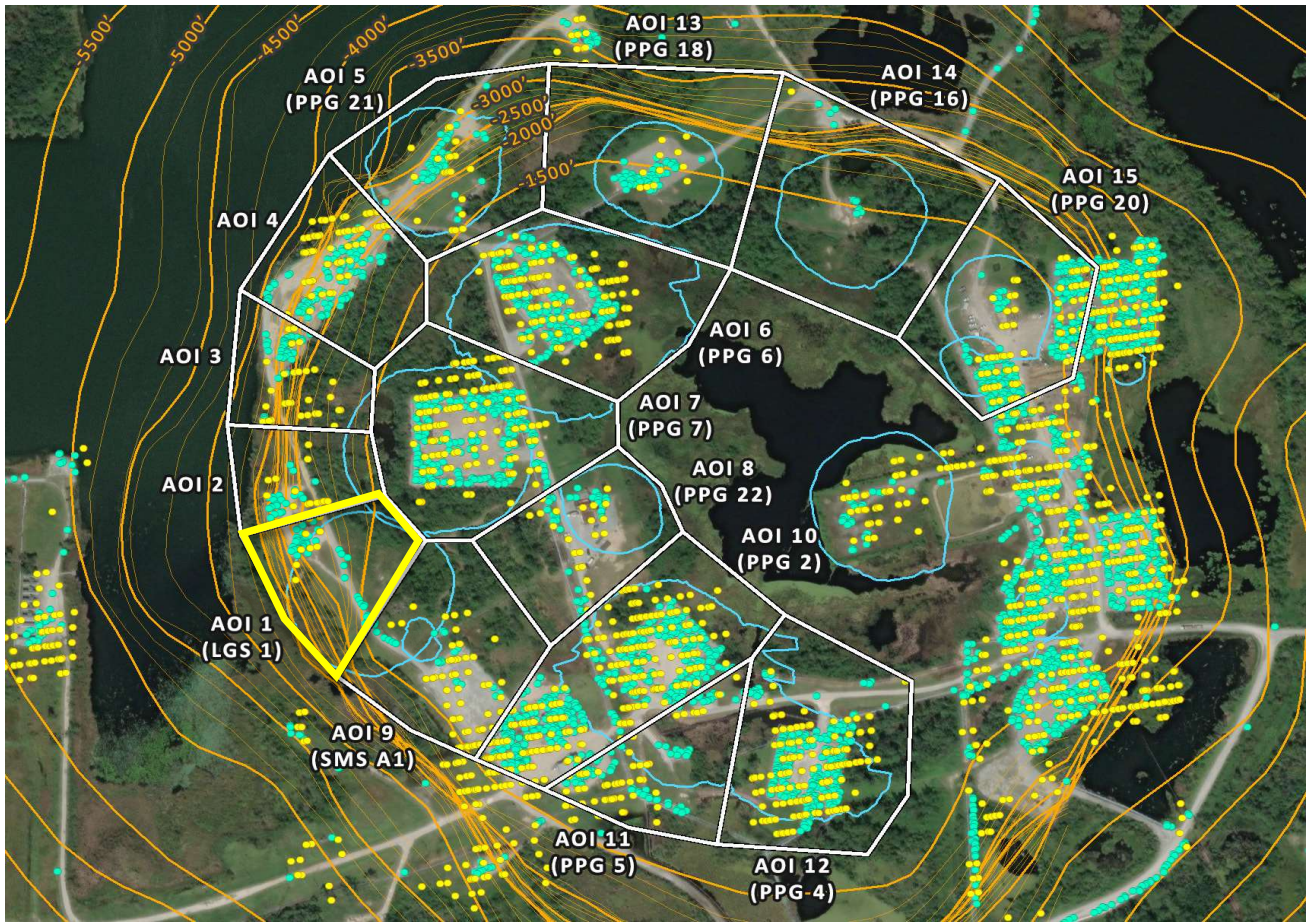 -5500'
-5000'
-4500'
-4000'
-3500'
-3000'
-2500'
-2000'
-1500'
AOI 13
(PPG 18)
AOI 5
(PPG 21)
AOI 14
(PPG 16)
AOI 15
(PPG 20)
AOI 4
AOI 3
AOI 6
(PPG 6)
AOI 7
(PPG 7)
AOI 2
AOI 8
(PPG 22)
AOI 10
(PPG 2)
AOI 1
(LGS 1)
AOI 9
(SMS A1)
AOI 11
(PPG 5)
AOI 12
(PPG 4)